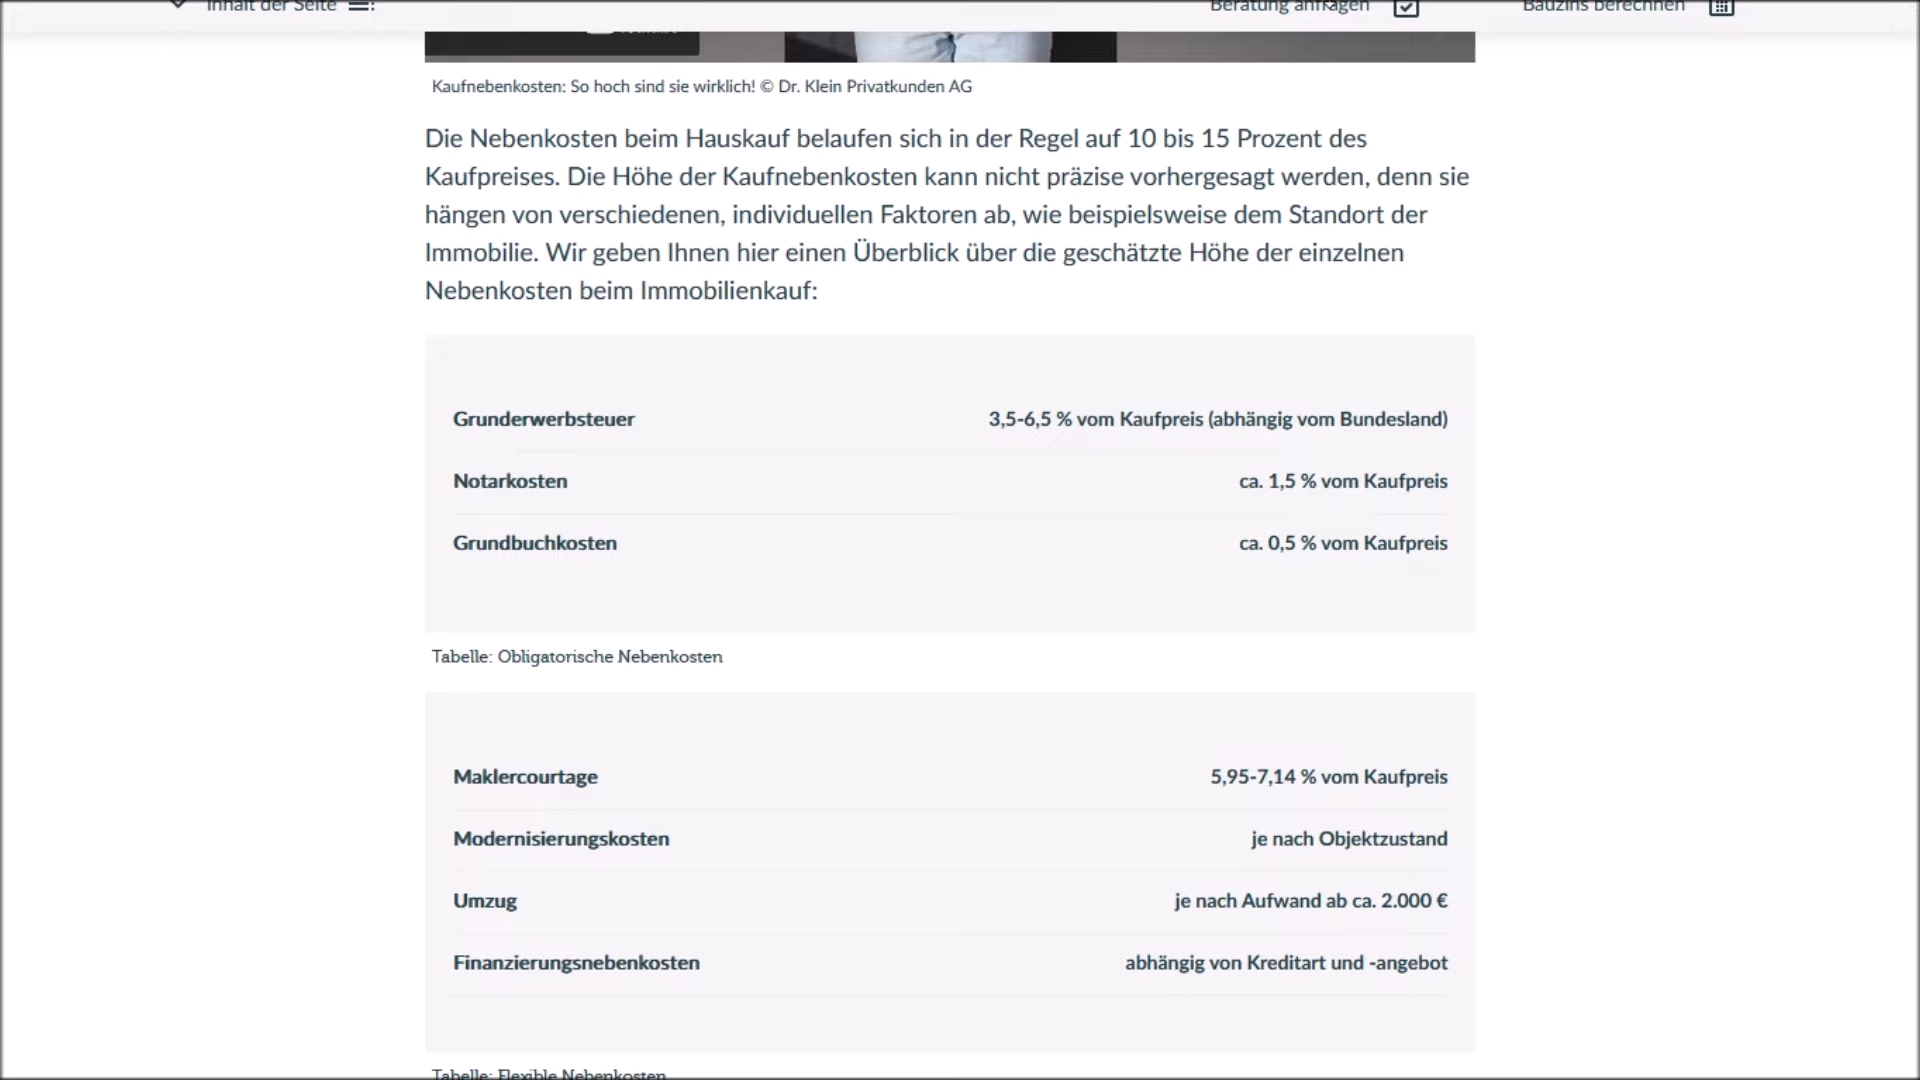 Inhalt der Seite
Beratung anfragen
Bauzins berechnen
Kaufnebenkosten: So hoch sind sie wirklich! © Dr. Klein Privatkunden AG
Die Nebenkosten beim Hauskauf belaufen sich in der Regel auf 10 bis 15 Prozent des
Kaufpreises. Die Höhe der Kaufnebenkosten kann nicht präzise vorhergesagt werden, denn sie
hängen von verschiedenen, individuellen Faktoren ab, wie beispielsweise dem Standort der
Immobilie. Wir geben Ihnen hier einen Überblick über die geschätzte Höhe der einzelnen
Nebenkosten beim Immobilienkauf:
Grunderwerbsteuer 3,5-6,5 % vom Kaufpreis (abhängig vom Bundesland)
Notarkosten ca. 1,5 % vom Kaufpreis
Grundbuchkosten ca. 0,5 % vom Kaufpreis
Tabelle: Obligatorische Nebenkosten
Maklercourtage 5,95-7,14 % vom Kaufpreis
Modernisierungskosten je nach Objektzustand
Umzug je nach Aufwand ab ca. 2.000 €
Finanzierungsnebenkosten abhängig von Kreditart und -angebot
Tabelle: Flexible Nebenkosten